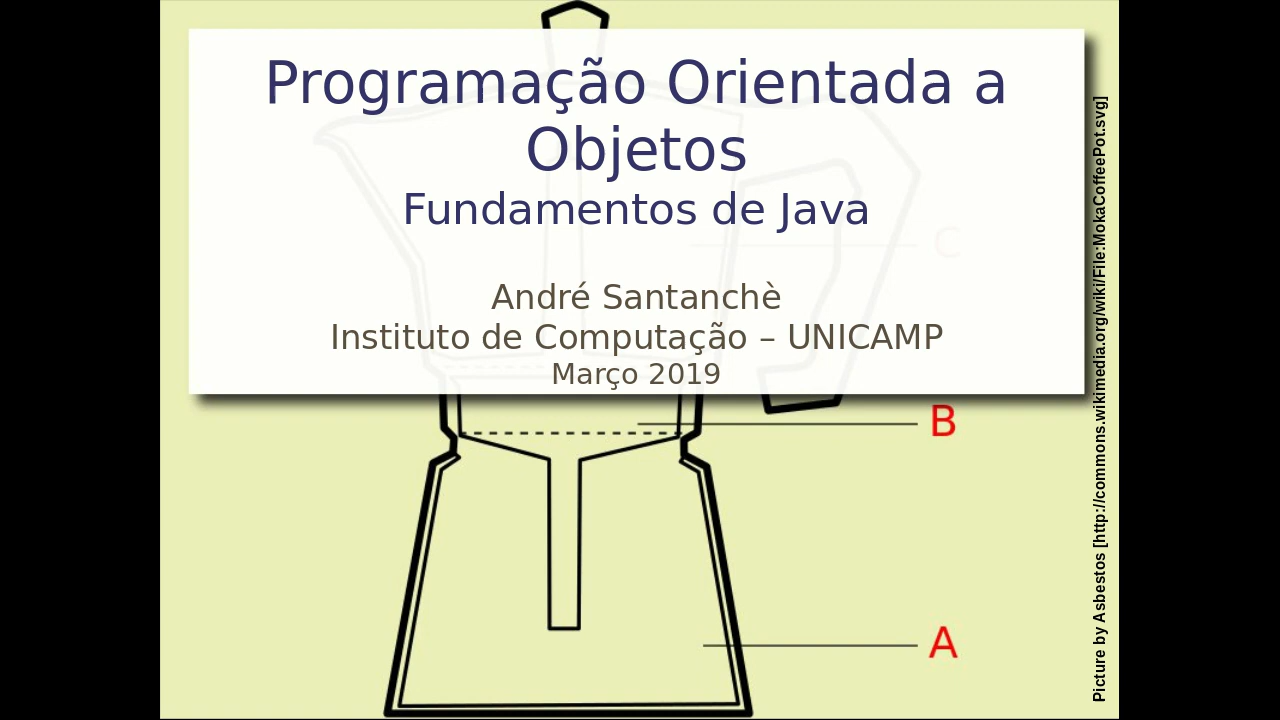 Programação Orientada a
Objetos
Fundamentos de Java
André Santanchè
Instituto de Computação – UNICAMP
Março 2019
C
B
A
Picture by Asbestos [http://commons.wikimedia.org/wiki/File:MokaCoffeePot.svg]